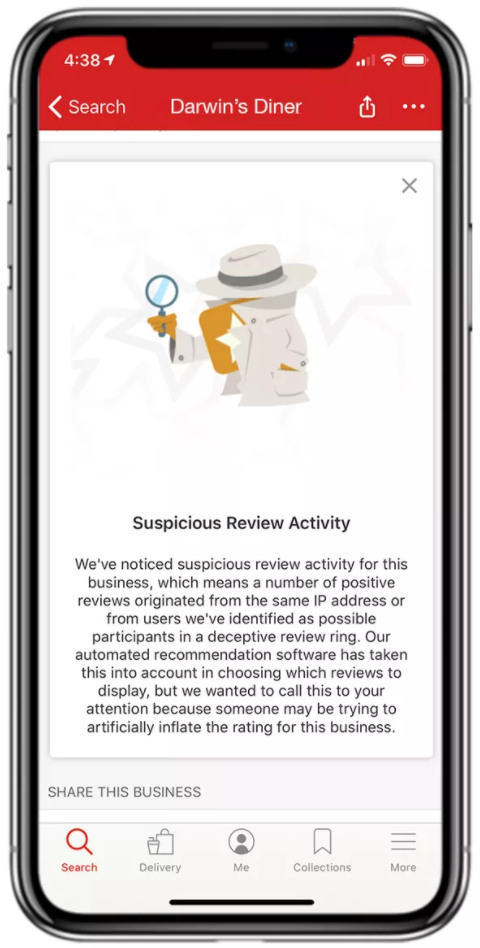 4:38
Search Darwin's Diner
Suspicious Review Activity
We've noticed suspicious review activity for this
business, which means a number of positive
reviews originated from the same IP address or
from users we've identified as possible
participants in a deceptive review ring. Our
automated recommendation software has taken
this into account in choosing which reviews to
display, but we wanted to call this to your
attention because someone may be trying to
artificially inflate the rating for this business.
SHARE THIS BUSINESS
Search Delivery Me Collections More